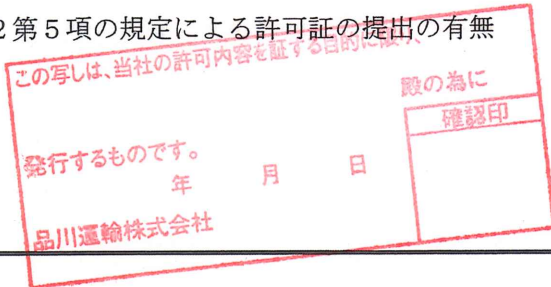 2第5項の規定による許可証の提出の有無
この写しは、当社の許可内容を証する目的に限り、
殿の為に
確認印
発行するものです。
年 月 日
品川運輸株式会社